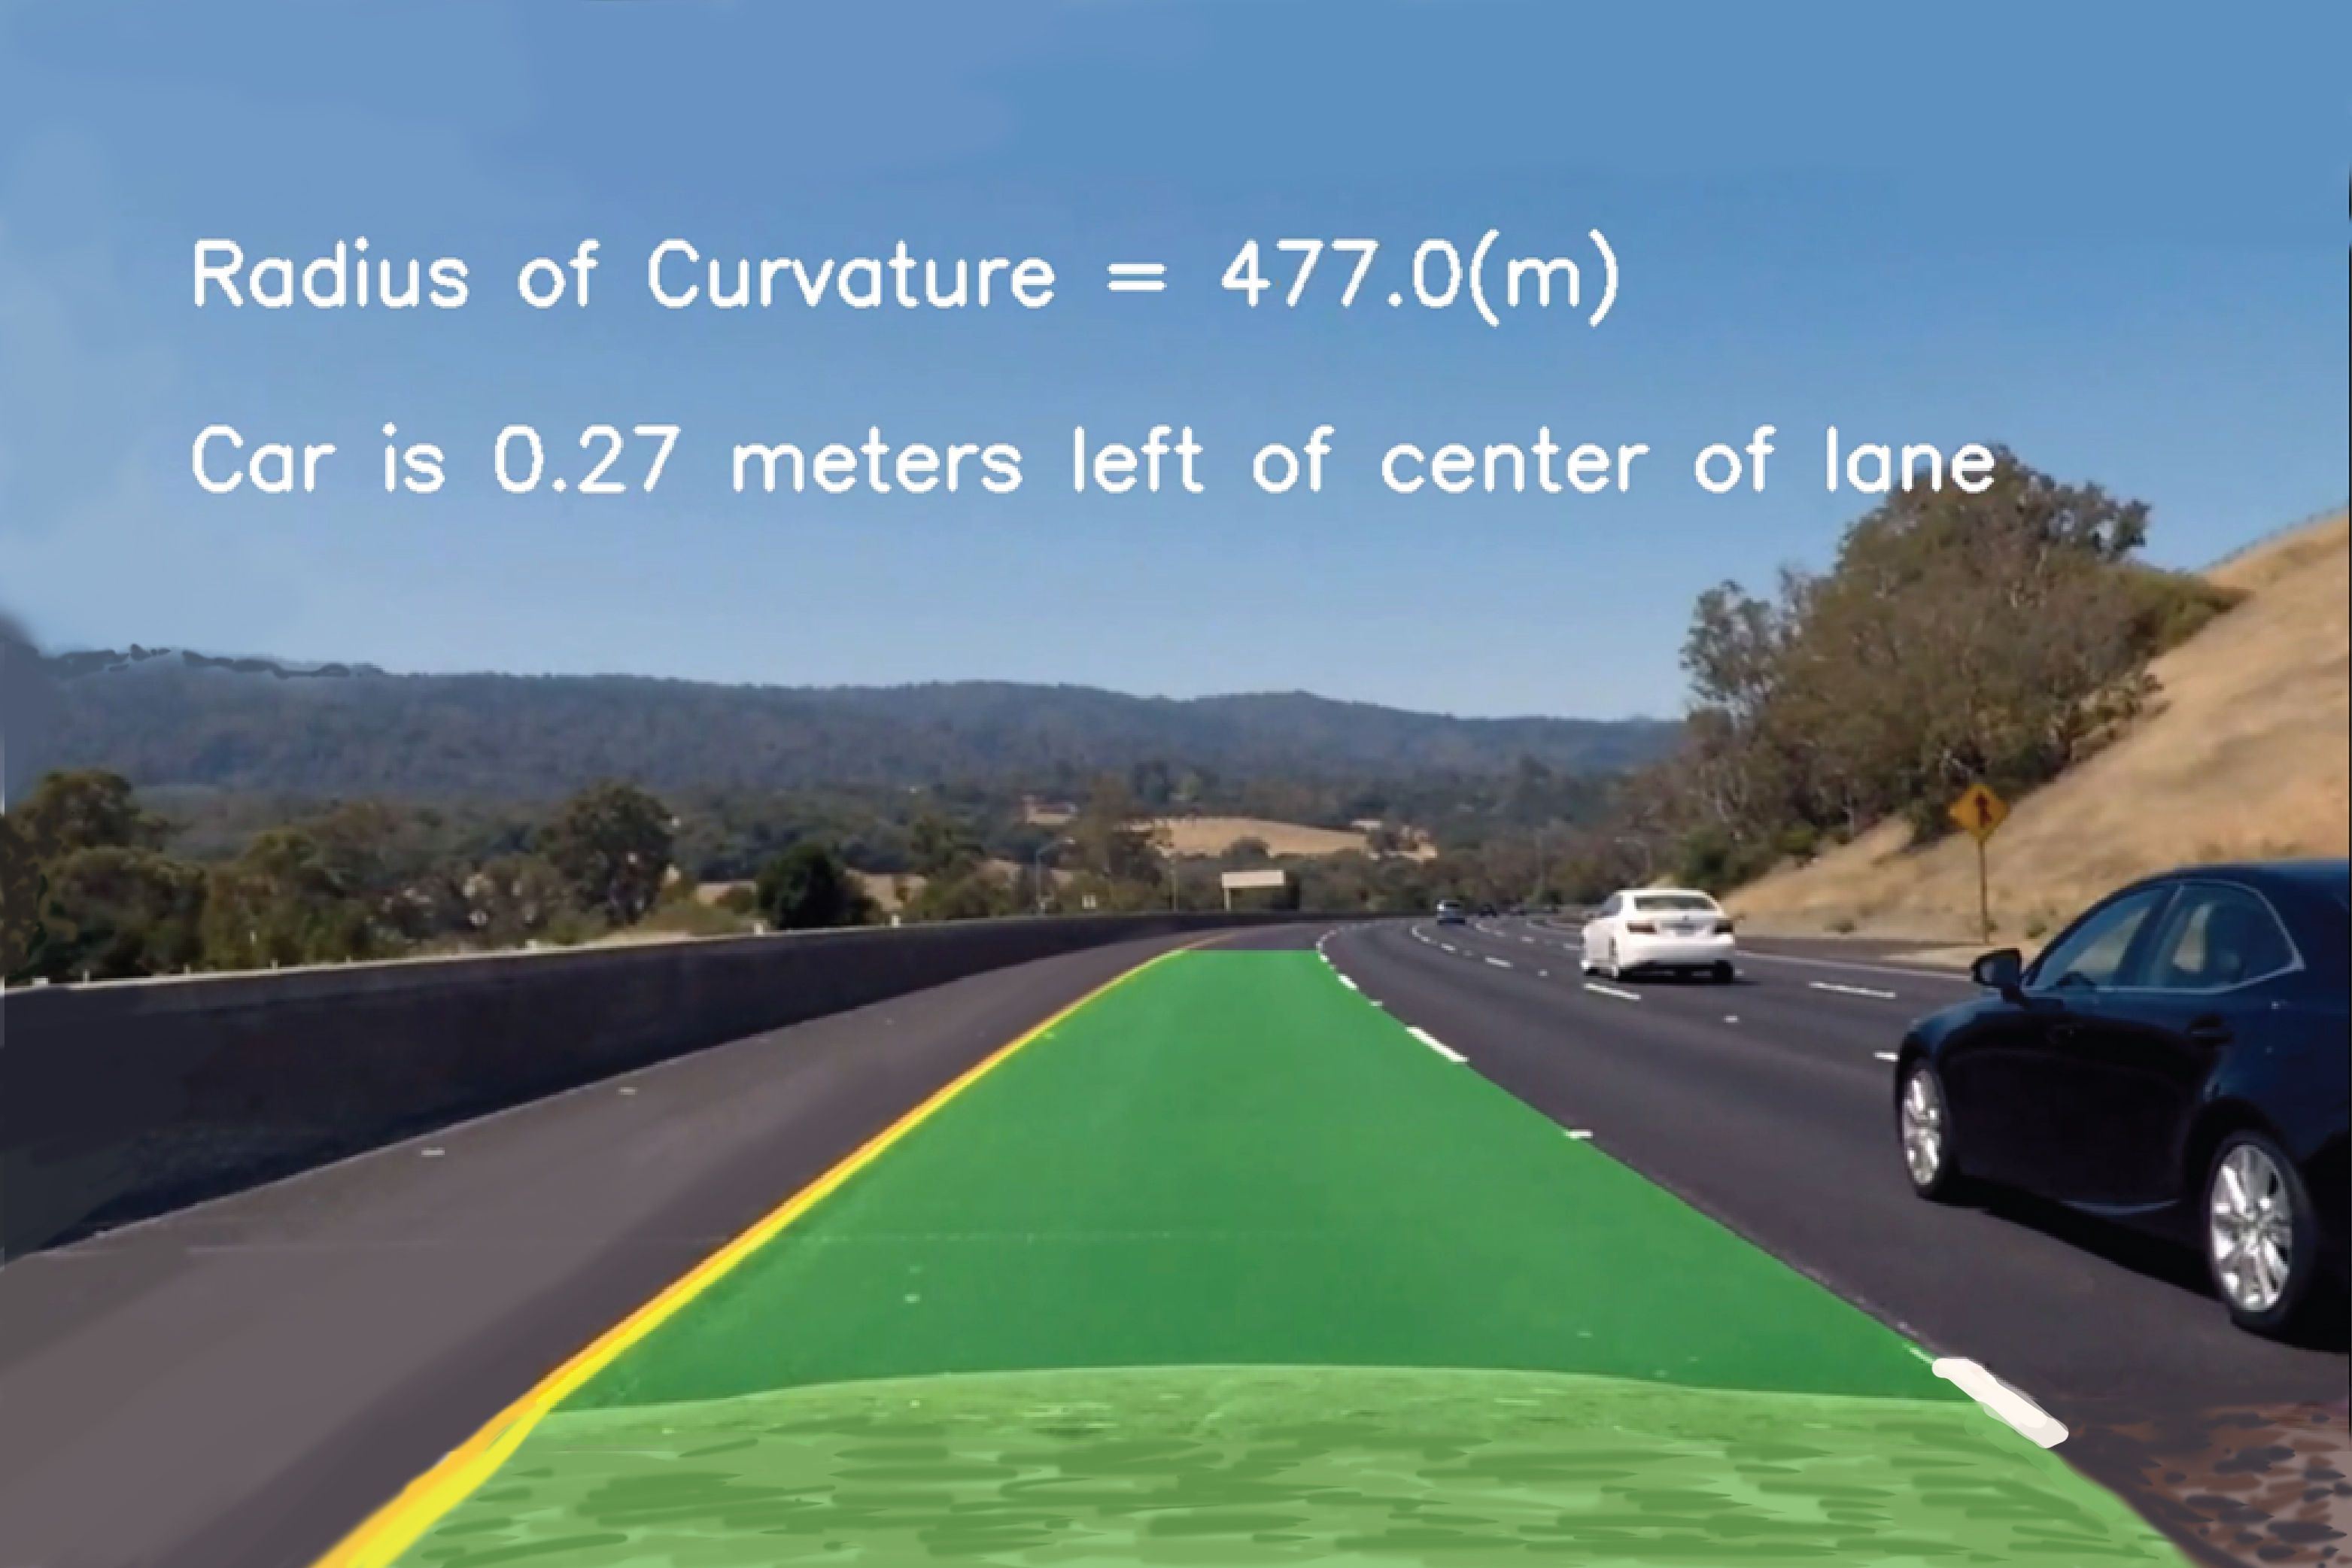 Radius of Curvature = 477.0(m)
Car is 0.27 meters left of center of lane